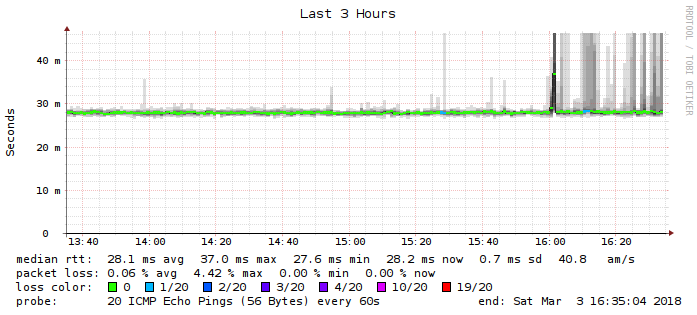 Last 3 Hours
RRDTOOL / TOBI OETIKER
Seconds
40 m
30 m
20 m
10 m
0
13:40 14:00 14:20 14:40 15:00 15:20 15:40 16:00 16:20
median rtt: 28.1 ms avg 37.0 ms max 27.6 ms min 28.2 ms now 0.7 ms sd 40.8 am/s
packet loss: 0.06 % avg 4.42 % max 0.00 % min 0.00 % now
loss color: 0 1/20 2/20 3/20 4/20 10/20 19/20
probe: 20 ICMP Echo Pings (56 Bytes) every 60s end: Sat Mar 3 16:35:04 2018